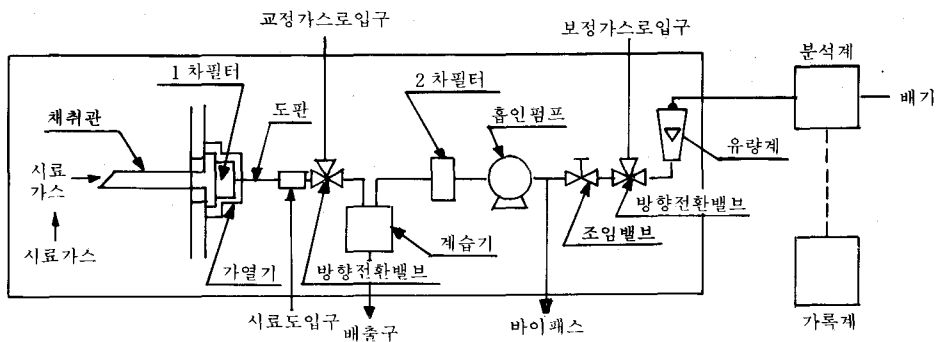 교정가스로입구
보정가스로입구
분석계
1 차필터
2 차필터
도판
흡인펌프
배기
채취관
유량계
시료
가스
시료가스
방향전환밸브
조임밸브
계습기
가열기
방향전환밸브
시료도입구
배출구
바이패스
가록계